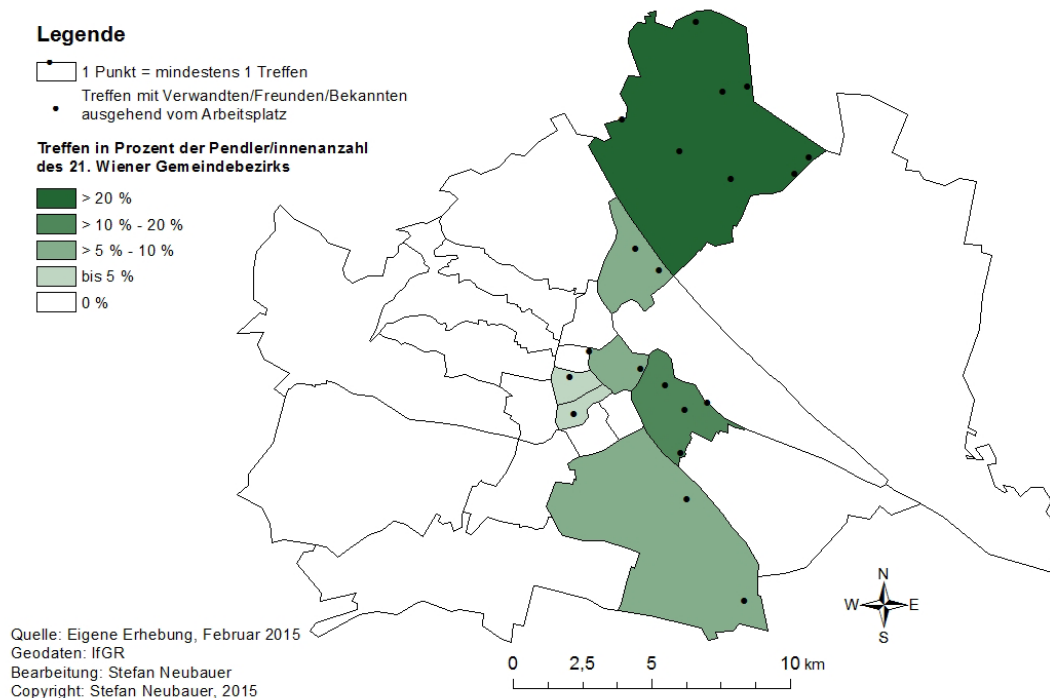 Legende
1 Punkt = mindestens 1 Treffen
Treffen mit Verwandten/Freunden/Bekannten
ausgehend vom Arbeitsplatz
Treffen in Prozent der Pendler/innenanzahl
des 21. Wiener Gemeindebezirks
> 20 %
> 10 % - 20 %
> 5 % - 10 %
bis 5 %
0 %
N
W E
S
Quelle: Eigene Erhebung, Februar 2015
Geodaten: IfGR
Bearbeitung: Stefan Neubauer
Copyright: Stefan Neubauer, 2015
0 2,5 5 10 km